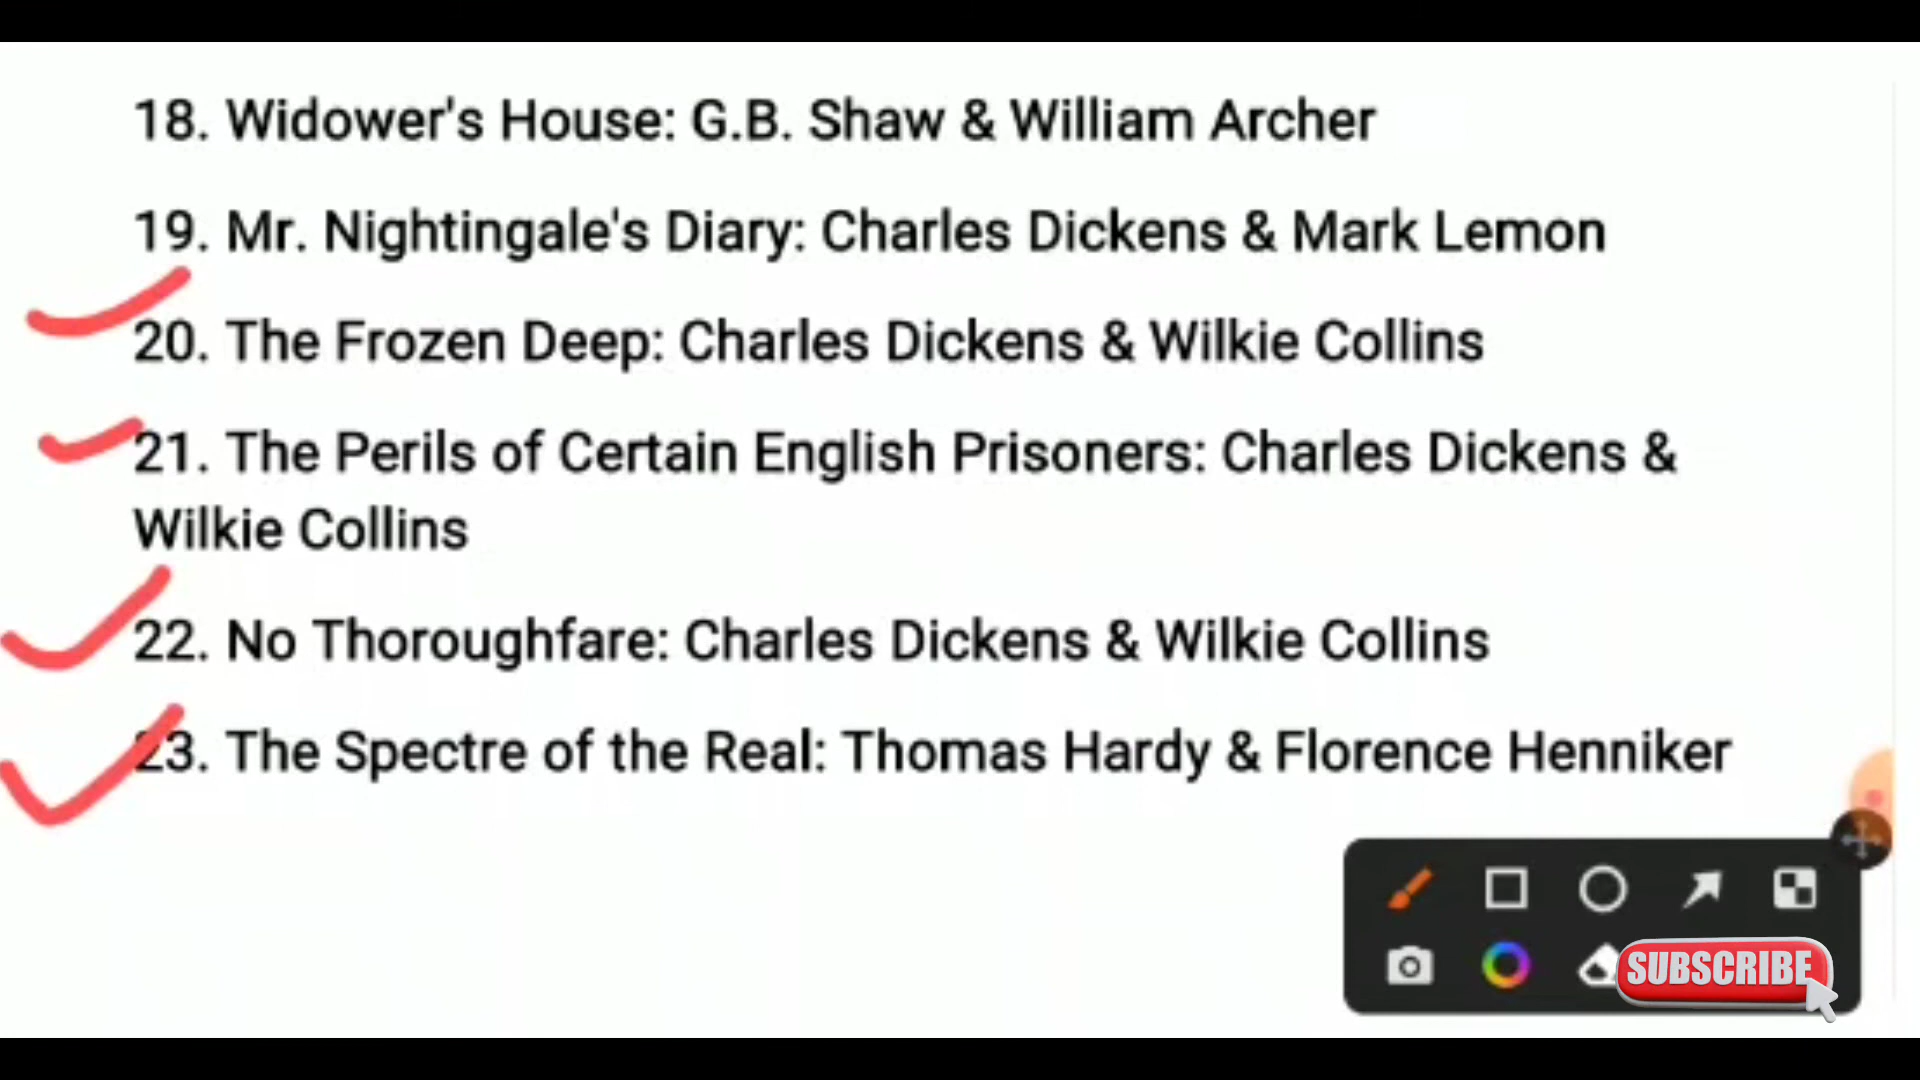 18. Widower's House: G.B. Shaw & William Archer
19. Mr. Nightingale's Diary: Charles Dickens & Mark Lemon
20. The Frozen Deep: Charles Dickens & Wilkie Collins
21. The Perils of Certain English Prisoners: Charles Dickens &
Wilkie Collins
22. No Thoroughfare: Charles Dickens & Wilkie Collins
23. The Spectre of the Real: Thomas Hardy & Florence Henniker
SUBSCRIBE